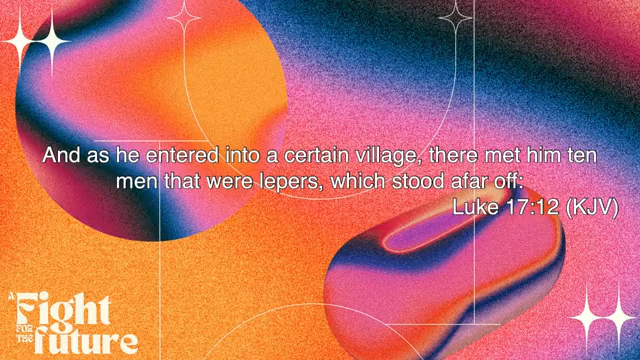 And as he entered into a certain village, there met him ten
men that were lepers, which stood afar off:
Luke 17:12 (KJV)
A
Fight
FOR
THE
future